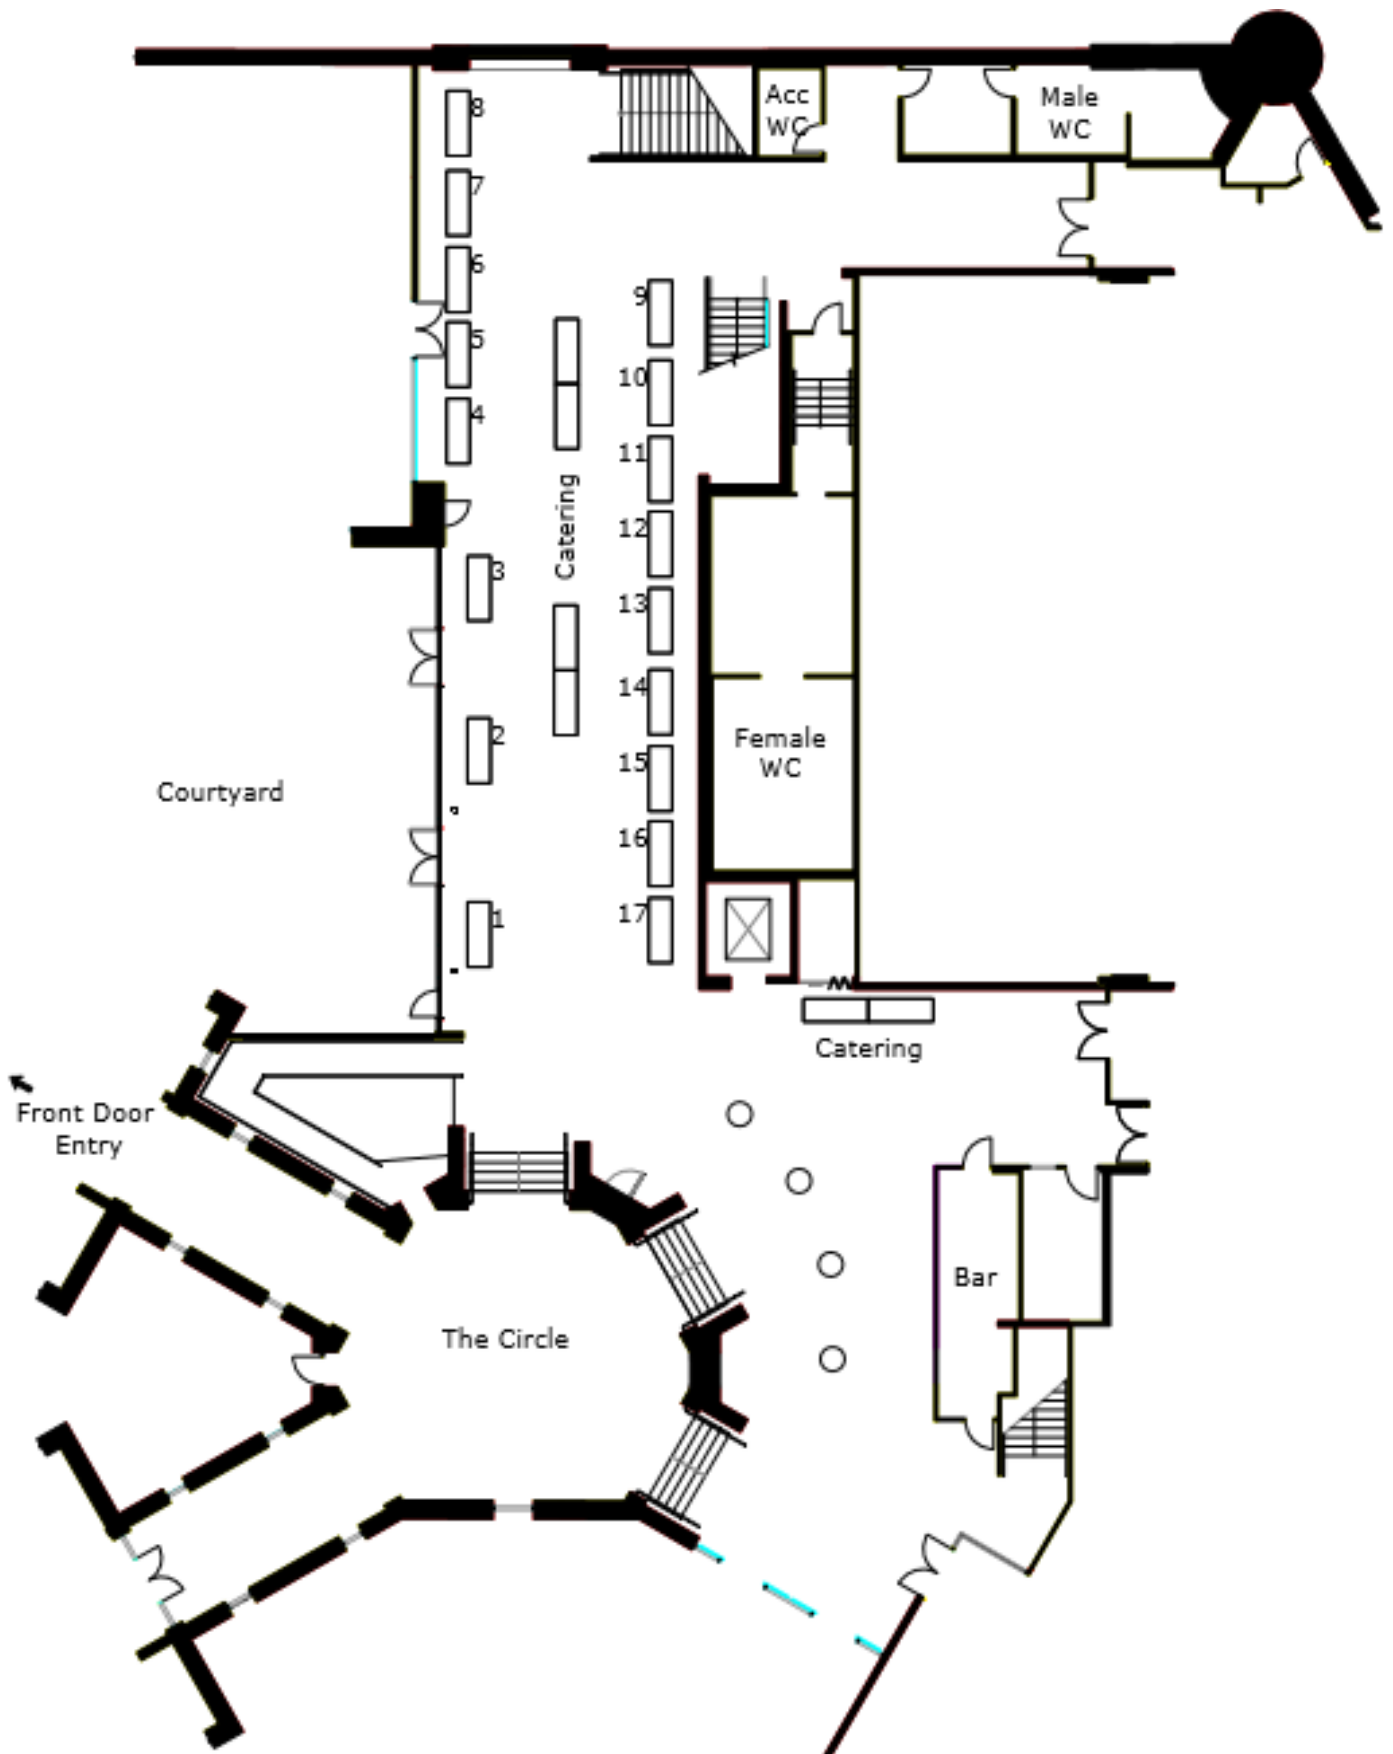 8
Acc
WC
Male
WC
7
6
9
5
10
4
11
Catering
12
3
13
14
2
Female
WC
15
Courtyard
16
17
1
Catering
Front Door
Entry
Bar
The Circle